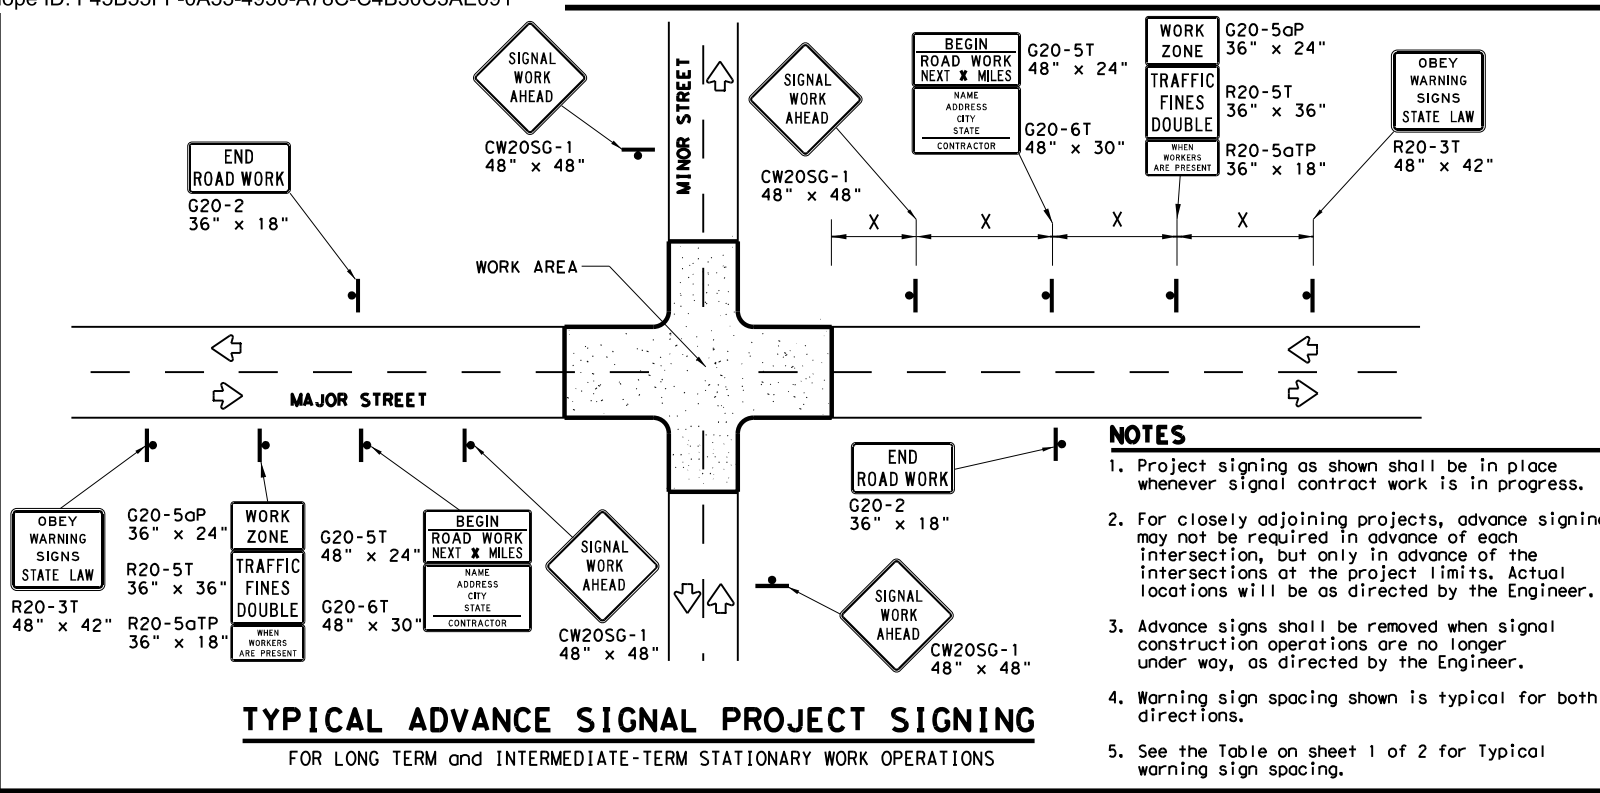 SIGNAL
WORK
AHEAD
CW20SG-1
48" x 48"
MINOR STREET
SIGNAL
WORK
AHEAD
CW20SG-1
48" x 48"
BEGIN
ROAD WORK
NEXT X MILES
NAME
ADDRESS
CITY
STATE
CONTRACTOR
G20-5T
48" x 24"
G20-6T
48" x 30"
WORK
ZONE
TRAFFIC
FINES
DOUBLE
WHEN
WORKERS
ARE PRESENT
G20-5aP
36" x 24"
R20-5T
36" x 36"
R20-5aTP
36" x 18"
OBEY
WARNING
SIGNS
STATE LAW
R20-3T
48" x 42"
END
ROAD WORK
G20-2
36" x 18"
X
X
X
X
WORK AREA
MAJOR STREET
OBEY
WARNING
SIGNS
STATE LAW
R20-3T
48" x 42"
G20-5aP
36" x 24"
R20-5T
36" x 36"
R20-5aTP
36" x 18"
WORK
ZONE
TRAFFIC
FINES
DOUBLE
WHEN
WORKERS
ARE PRESENT
G20-5T
48" x 24"
G20-6T
48" x 30"
BEGIN
ROAD WORK
NEXT X MILES
NAME
ADDRESS
CITY
STATE
CONTRACTOR
SIGNAL
WORK
AHEAD
CW20SG-1
48" x 48"
END
ROAD WORK
G20-2
36" x 18"
SIGNAL
WORK
AHEAD
CW20SG-1
48" x 48"
TYPICAL ADVANCE SIGNAL PROJECT SIGNING
FOR LONG TERM and INTERMEDIATE-TERM STATIONARY WORK OPERATIONS
NOTES
1. Project signing as shown shall be in place
whenever signal contract work is in progress.
2. For closely adjoining projects, advance signing
may not be required in advance of each
intersection, but only in advance of the
intersections at the project limits. Actual
locations will be as directed by the Engineer.
3. Advance signs shall be removed when signal
construction operations are no longer
under way, as directed by the Engineer.
4. Warning sign spacing shown is typical for both
directions.
5. See the Table on sheet 1 of 2 for Typical
warning sign spacing.